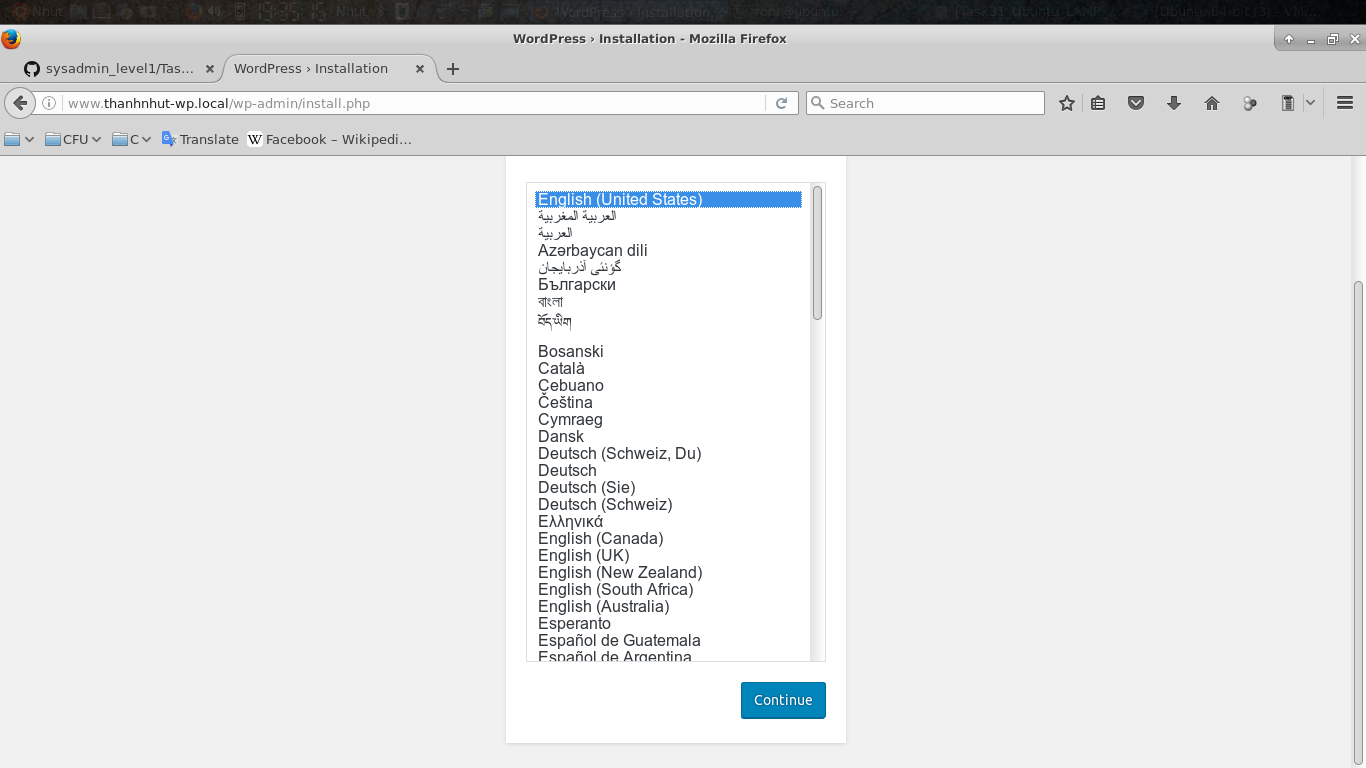 WordPress › Installation - Mozilla Firefox
sysadmin_level1/Tas...
WordPress › Installation
www.thanhnhut-wp.local/wp-admin/install.php
Search
CFU
C
Translate
W Facebook – Wikipedi...
English (United States)
العربية المغربية
العربية
Azərbaycan dili
گؤنئی آذربایجان
Български
বাংলা
བོད་ཡིག
Bosanski
Català
Cebuano
Čeština
Cymraeg
Dansk
Deutsch (Schweiz, Du)
Deutsch
Deutsch (Sie)
Deutsch (Schweiz)
Ελληνικά
English (Canada)
English (UK)
English (New Zealand)
English (South Africa)
English (Australia)
Esperanto
Español de Guatemala
Español de Argentina
Continue